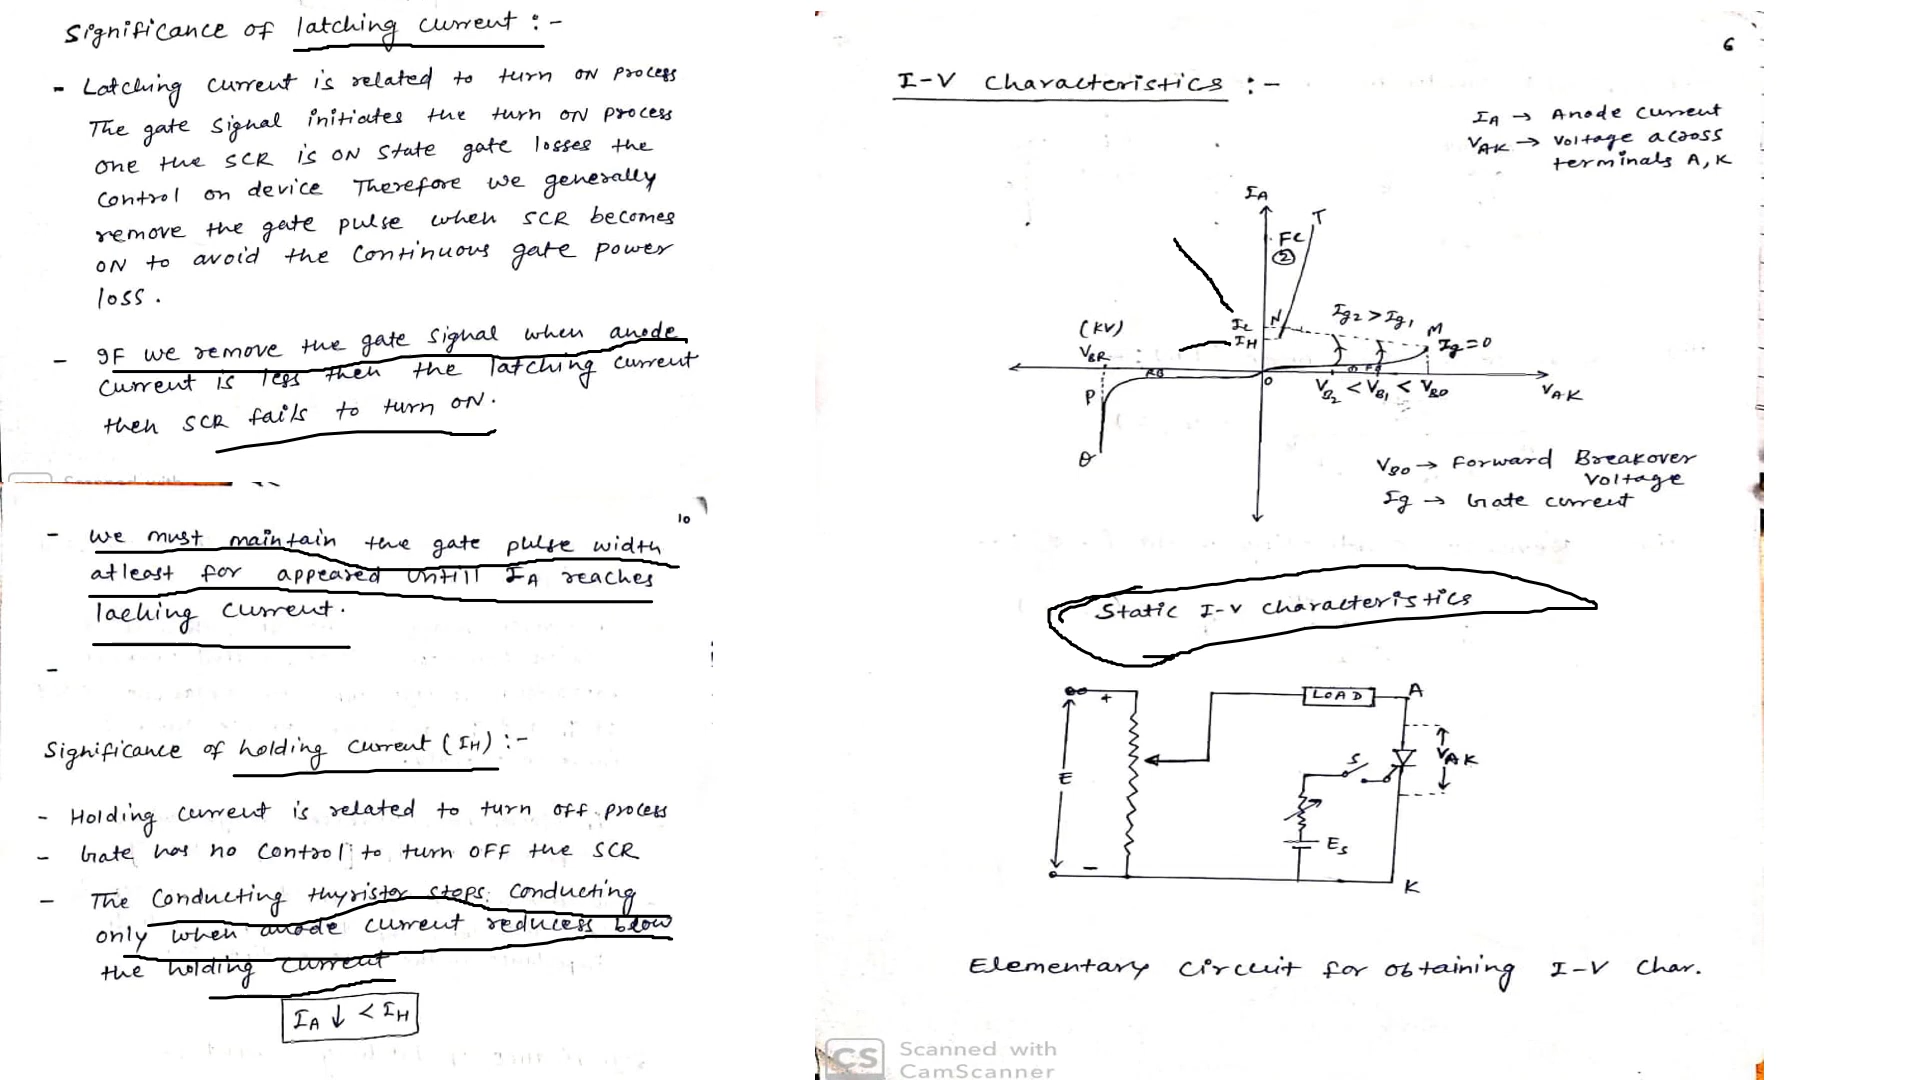 Significance of latching current :-
- Latching current is related to turn ON process
The gate signal initiates the turn ON process
one the SCR is ON state gate losses the
control on device Therefore we generally
remove the gate pulse when SCR becomes
ON to avoid the continuous gate power
loss.
- IF we remove the gate signal when anode
current is less then the latching current
then SCR fails to turn ON.
10
- we must maintain the gate pulse width
atleast for appeared untill IA reaches
laching current.
-
Significance of holding current (IH) :-
- Holding current is related to turn OFF process
- Gate has no control to turn OFF the SCR
- The conducting thyristor stops conducting
only when anode current reducess blow
the holding current
IA ↓ < IH
6
I-V characteristics :-
IA → Anode current
VAK → Voltage across
terminals A, K
IA
T
FC
②
(KV)
VBR
IL
IH
N
Ig2 > Ig1
M
Ig=0
RB
P
O
VB2 < VB1 < VBO
VAK
Q
VBO → Forward Breakover
Voltage
Ig → Gate current
Static I-V characteristics
+
LOAD
A
E
S
VAK
Es
-
K
Elementary circuit for obtaining I-V char.
CS
Scanned with
CamScanner